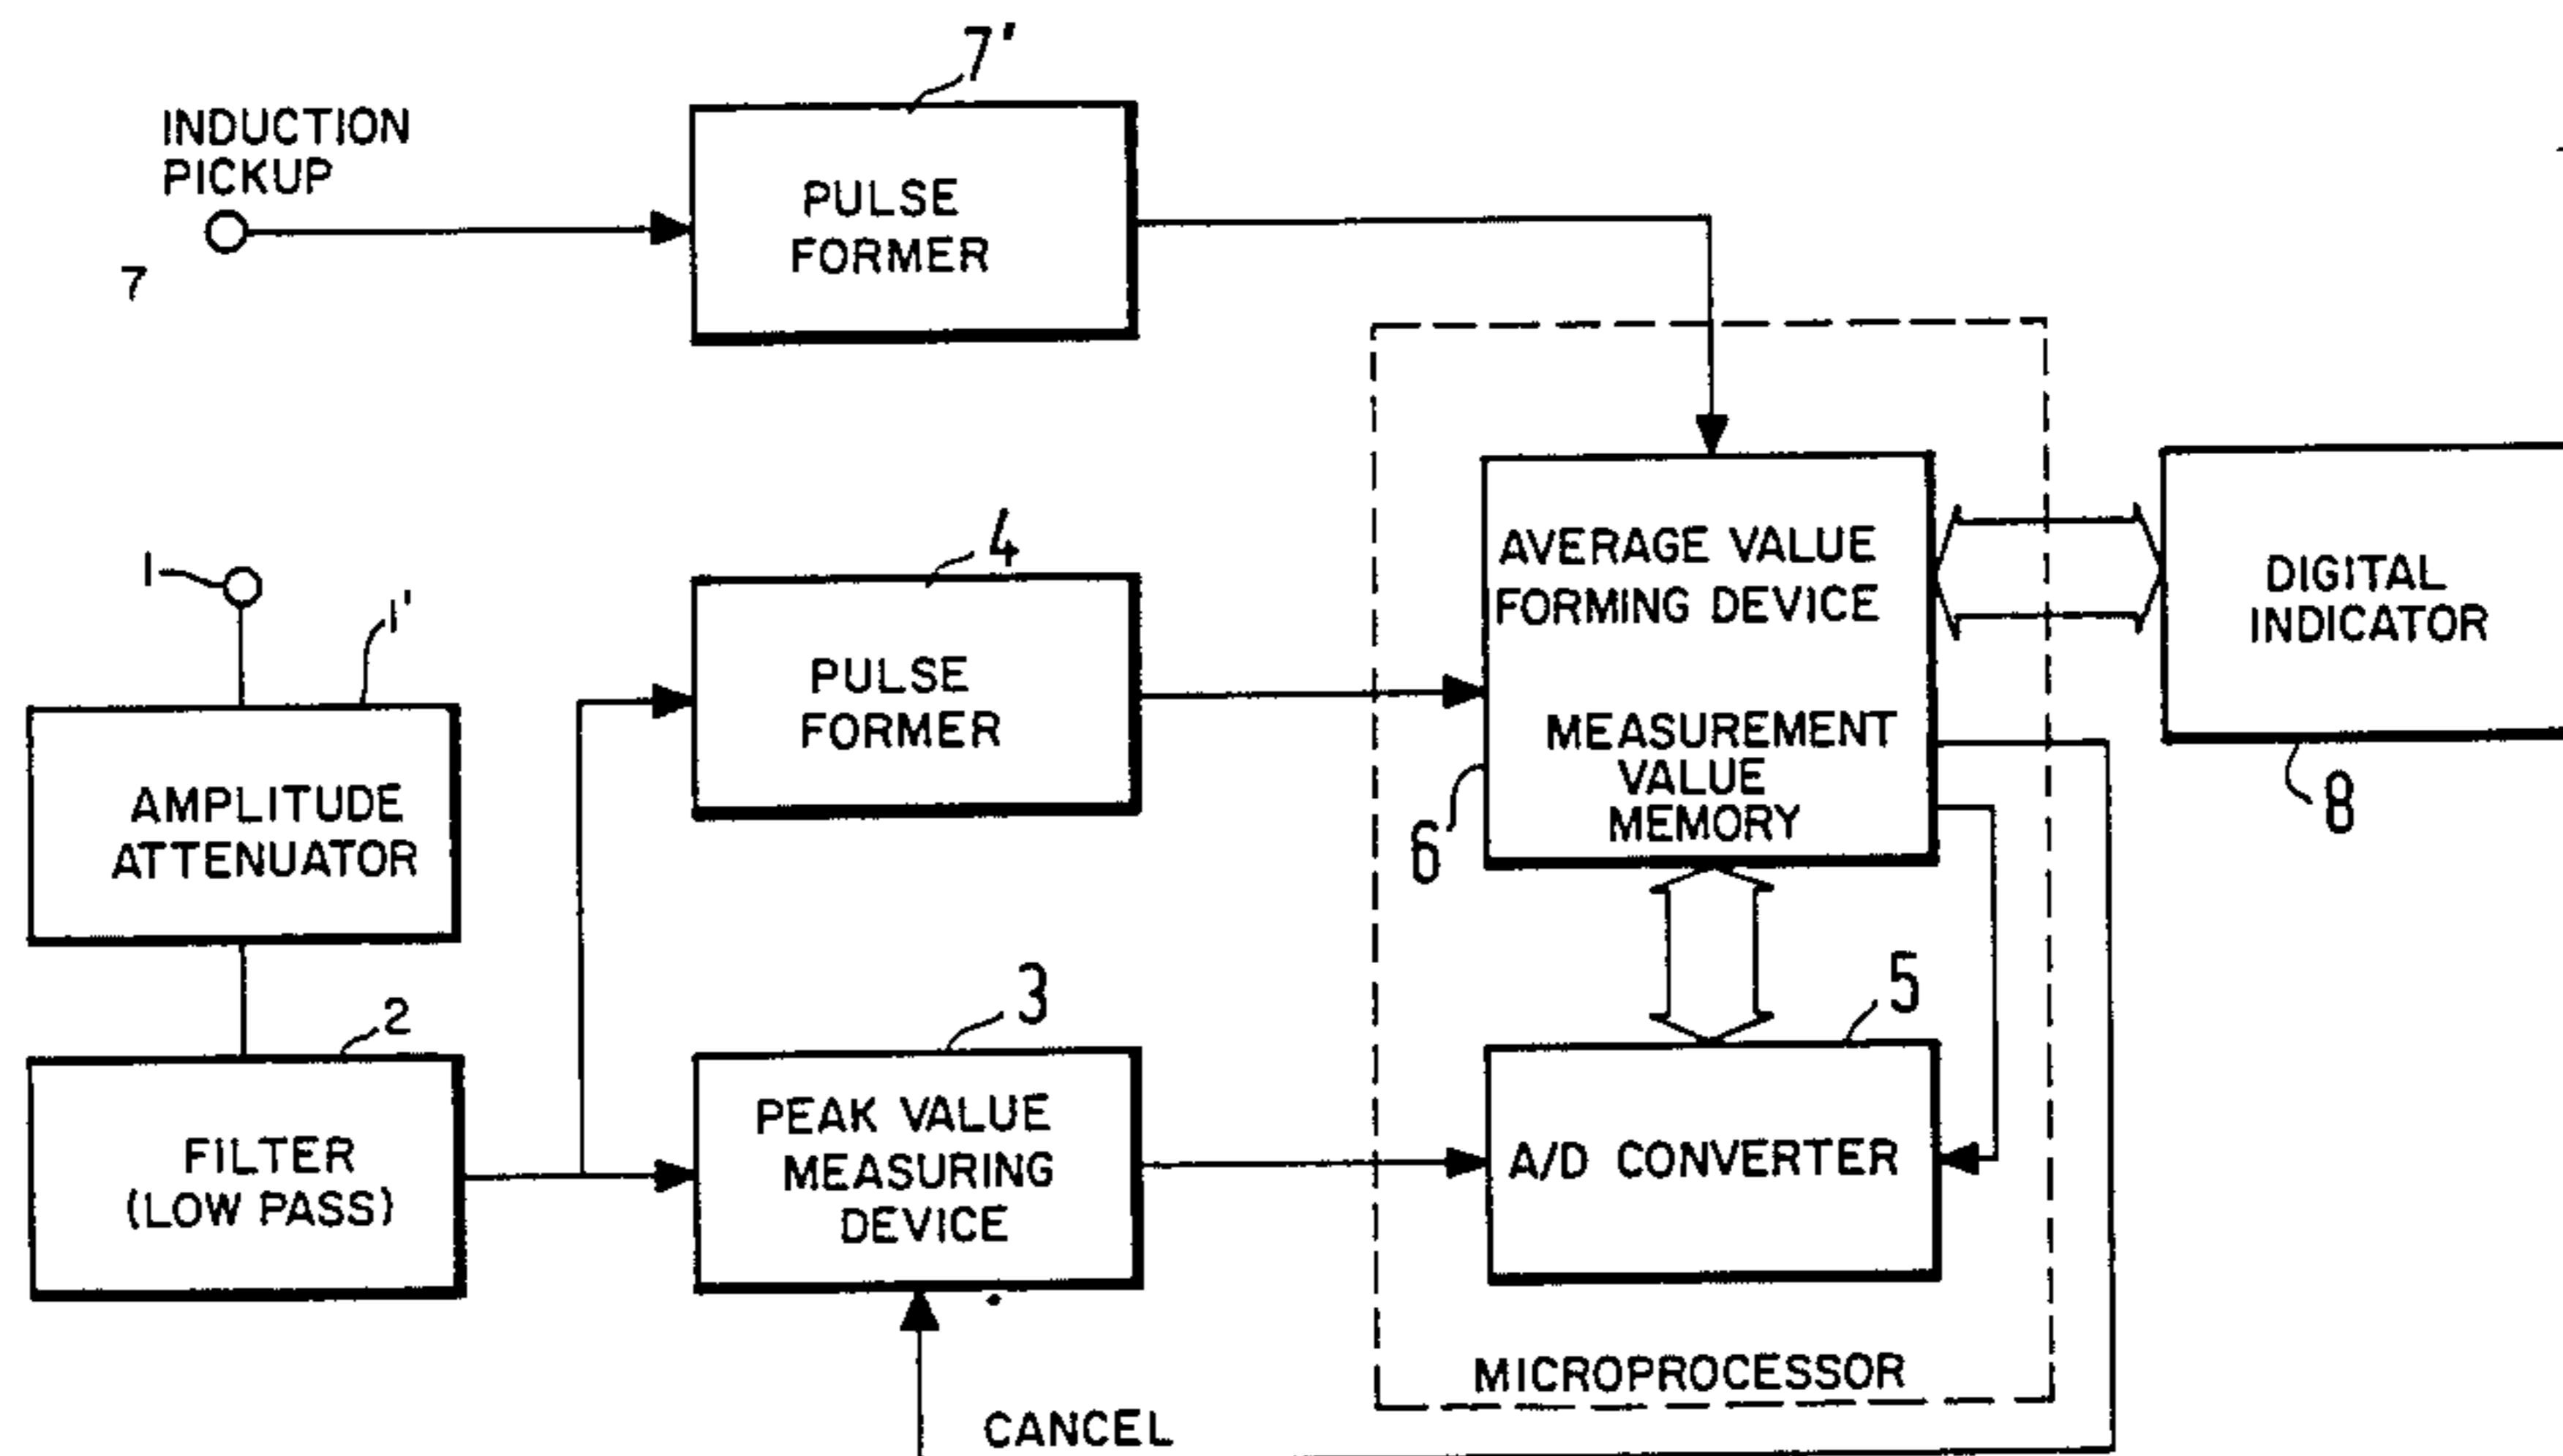 7'
INDUCTION
PICKUP
7
PULSE
FORMER
1
1'
4
PULSE
FORMER
AVERAGE VALUE
FORMING DEVICE
MEASUREMENT
VALUE
MEMORY
6
DIGITAL
INDICATOR
8
AMPLITUDE
ATTENUATOR
2
FILTER
(LOW PASS)
3
PEAK VALUE
MEASURING
DEVICE
5
A/D CONVERTER
MICROPROCESSOR
CANCEL